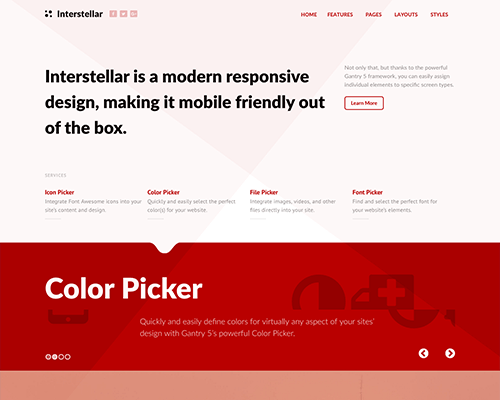 Interstellar
HOME FEATURES PAGES LAYOUTS STYLES
Interstellar is a modern responsive
design, making it mobile friendly out
of the box.
Not only that, but thanks to the powerful
Gantry 5 framework, you can easily assign
individual elements to specific screen types.
Learn More
SERVICES
Icon Picker
Integrate Font Awesome icons into your
site's content and design.
Color Picker
Quickly and easily select the perfect
color(s) for your website.
File Picker
Integrate images, videos, and other
files directly into your site.
Font Picker
Find and select the perfect font for
your website's elements.
Color Picker
Quickly and easily define colors for virtually any aspect of your sites'
design with Gantry 5's powerful Color Picker.